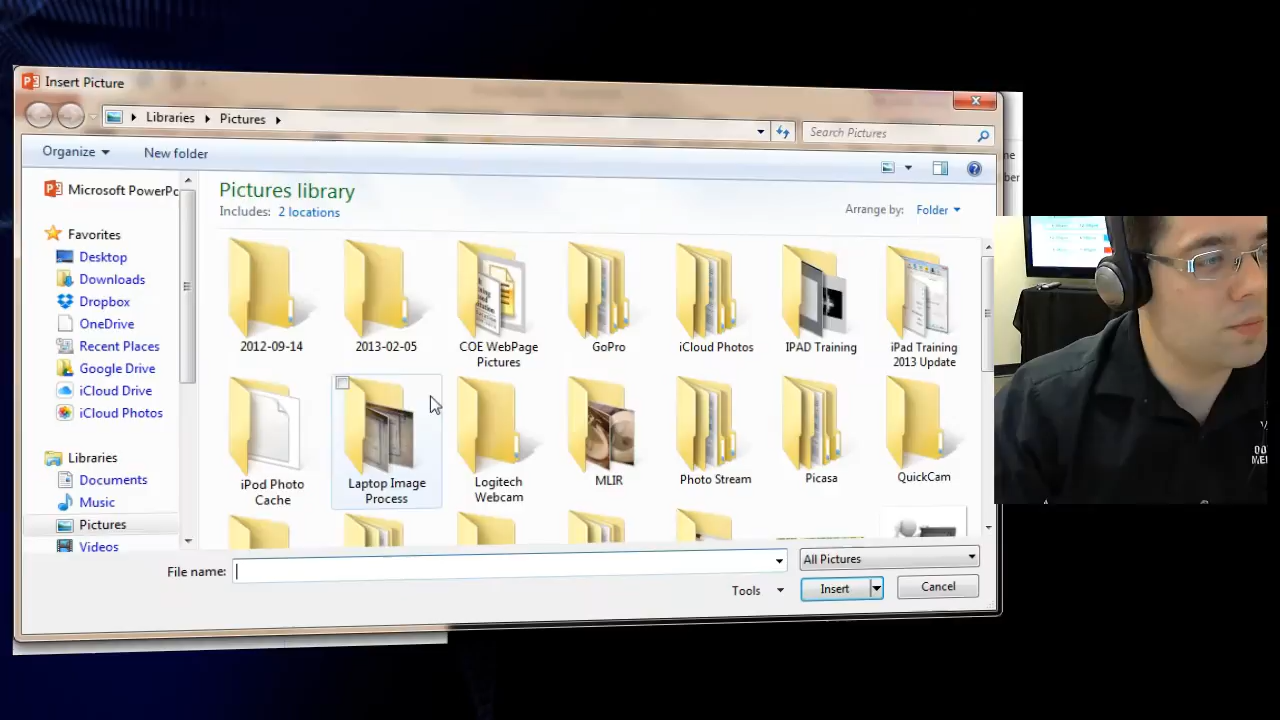 Insert Picture
Libraries Pictures
Search Pictures
Organize New folder
ne
ber
Microsoft PowerPo
Pictures library
Includes: 2 locations
Arrange by: Folder
Favorites
Desktop
Downloads
Dropbox
OneDrive
Recent Places
Google Drive
iCloud Drive
iCloud Photos
Libraries
Documents
Music
Pictures
Videos
2012-09-14
2013-02-05
COE WebPage
Pictures
GoPro
iCloud Photos
IPAD Training
iPad Training
2013 Update
iPod Photo
Cache
Laptop Image
Process
Logitech
Webcam
MLIR
Photo Stream
Picasa
QuickCam
File name:
All Pictures
Tools
Insert
Cancel